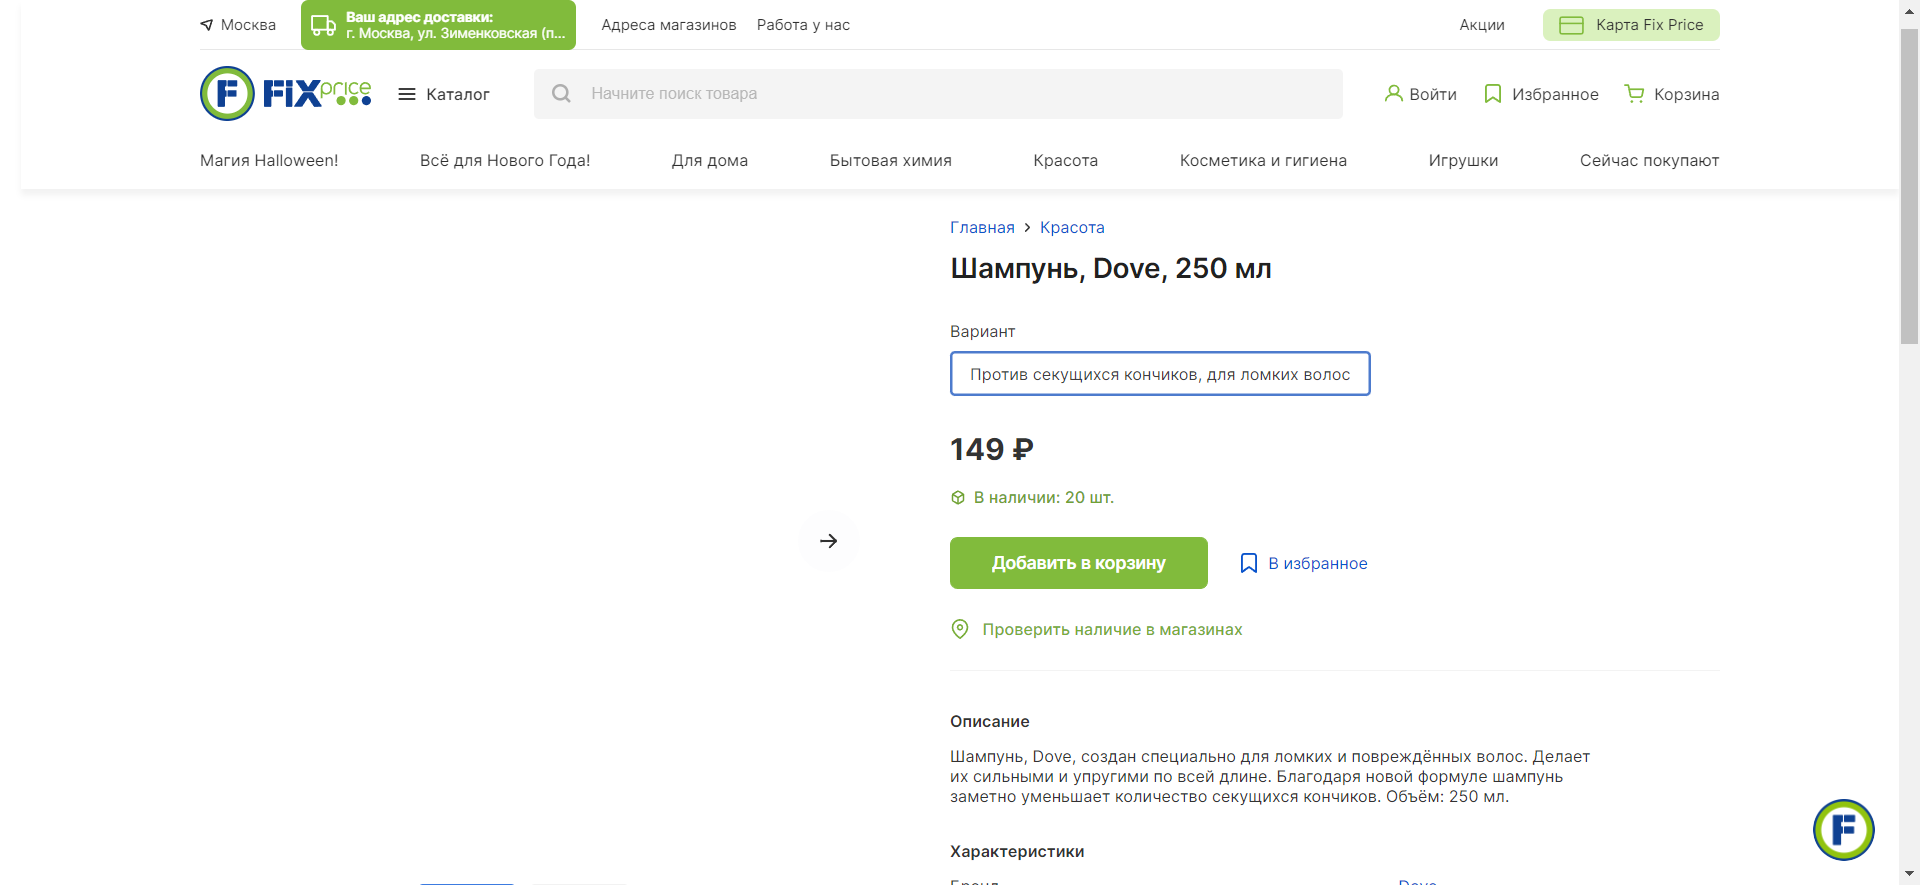 Москва
Ваш адрес доставки:
г. Москва, ул. Зименковская (п...
Адреса магазинов
Работа у нас
Акции
Карта Fix Price
F FIX price
Каталог
Начните поиск товара
Войти
Избранное
Корзина
Магия Halloween!
Всё для Нового Года!
Для дома
Бытовая химия
Красота
Косметика и гигиена
Игрушки
Сейчас покупают
Главная > Красота
Шампунь, Dove, 250 мл
Вариант
Против секущихся кончиков, для ломких волос
149 ₽
В наличии: 20 шт.
Добавить в корзину
В избранное
Проверить наличие в магазинах
Описание
Шампунь, Dove, создан специально для ломких и повреждённых волос. Делает
их сильными и упругими по всей длине. Благодаря новой формуле шампунь
заметно уменьшает количество секущихся кончиков. Объём: 250 мл.
F
Характеристики
Бренд
Dove